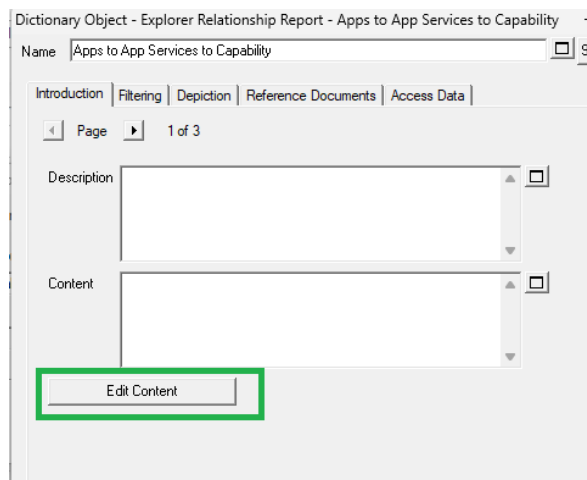 Dictionary Object - Explorer Relationship Report - Apps to App Services to Capability
Name Apps to App Services to Capability
Introduction Filtering Depiction Reference Documents Access Data
Page 1 of 3
Description
Content
Edit Content